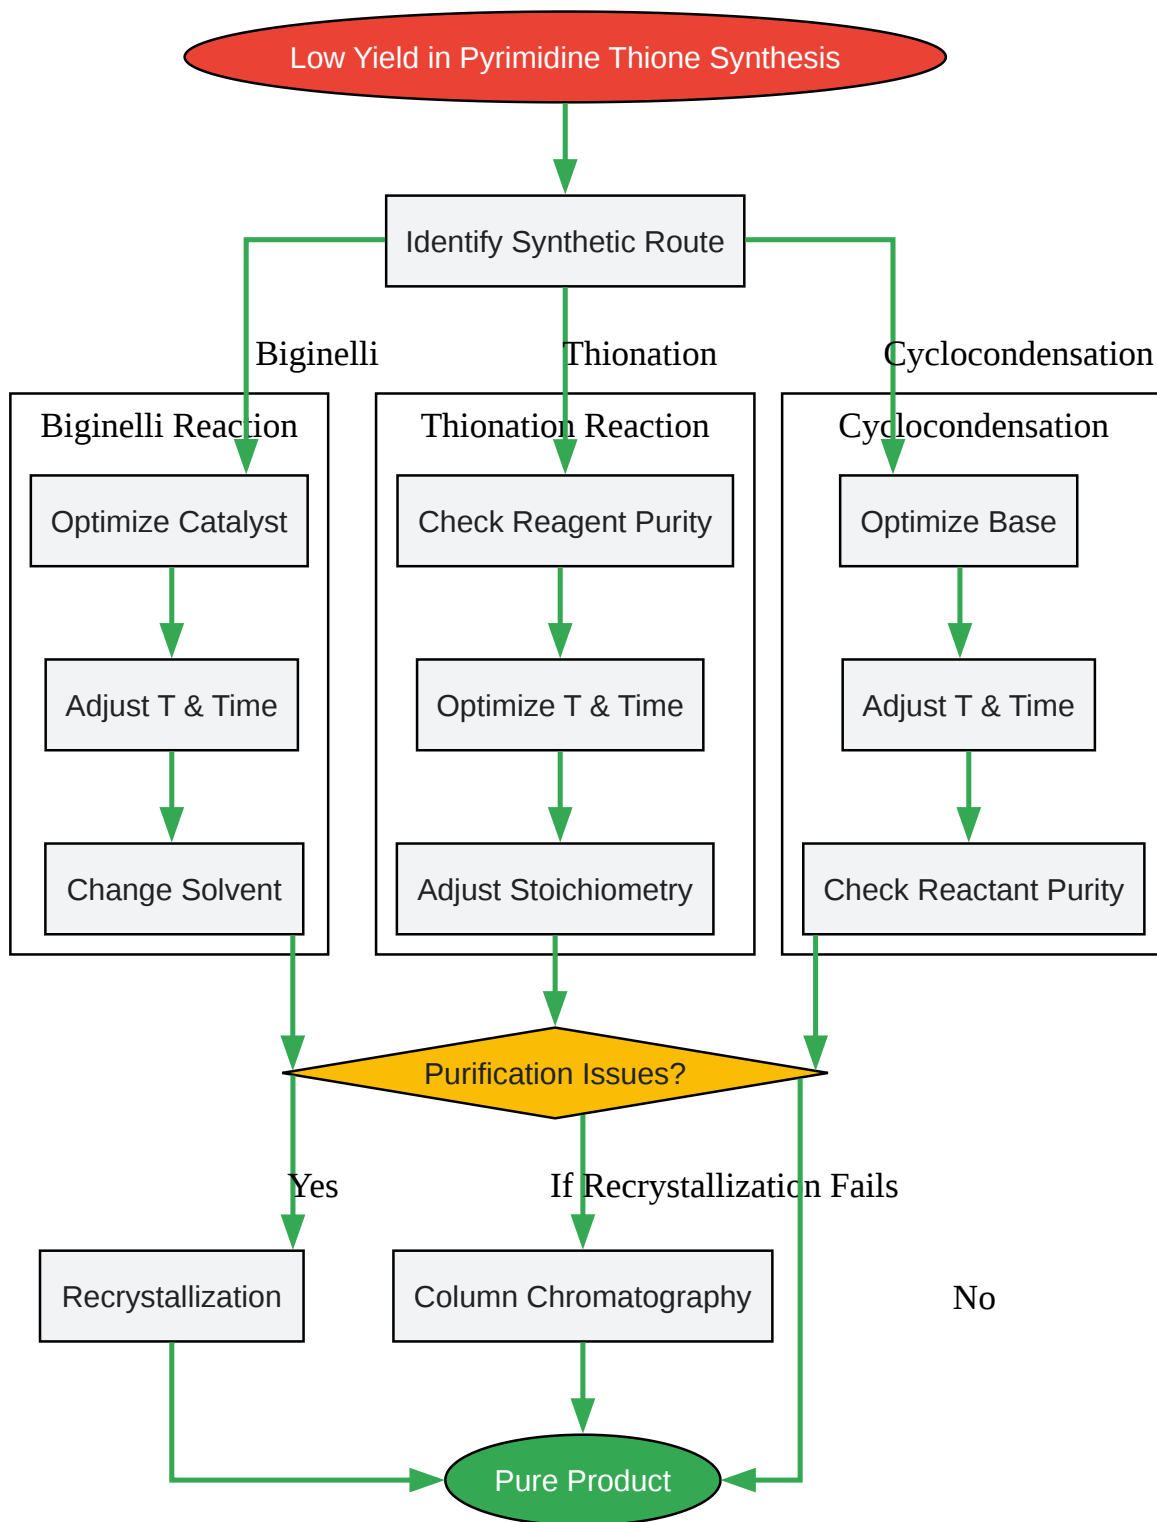 Low Yield in Pyrimidine Thione Synthesis
Identify Synthetic Route
Biginelli
Thionation
Cyclocondensation
Biginelli Reaction
Thionation Reaction
Cyclocondensation
Optimize Catalyst
Check Reagent Purity
Optimize Base
Adjust T & Time
Optimize T & Time
Adjust T & Time
Change Solvent
Adjust Stoichiometry
Check Reactant Purity
Purification Issues?
Yes
If Recrystallization Fails
Recrystallization
Column Chromatography
No
Pure Product